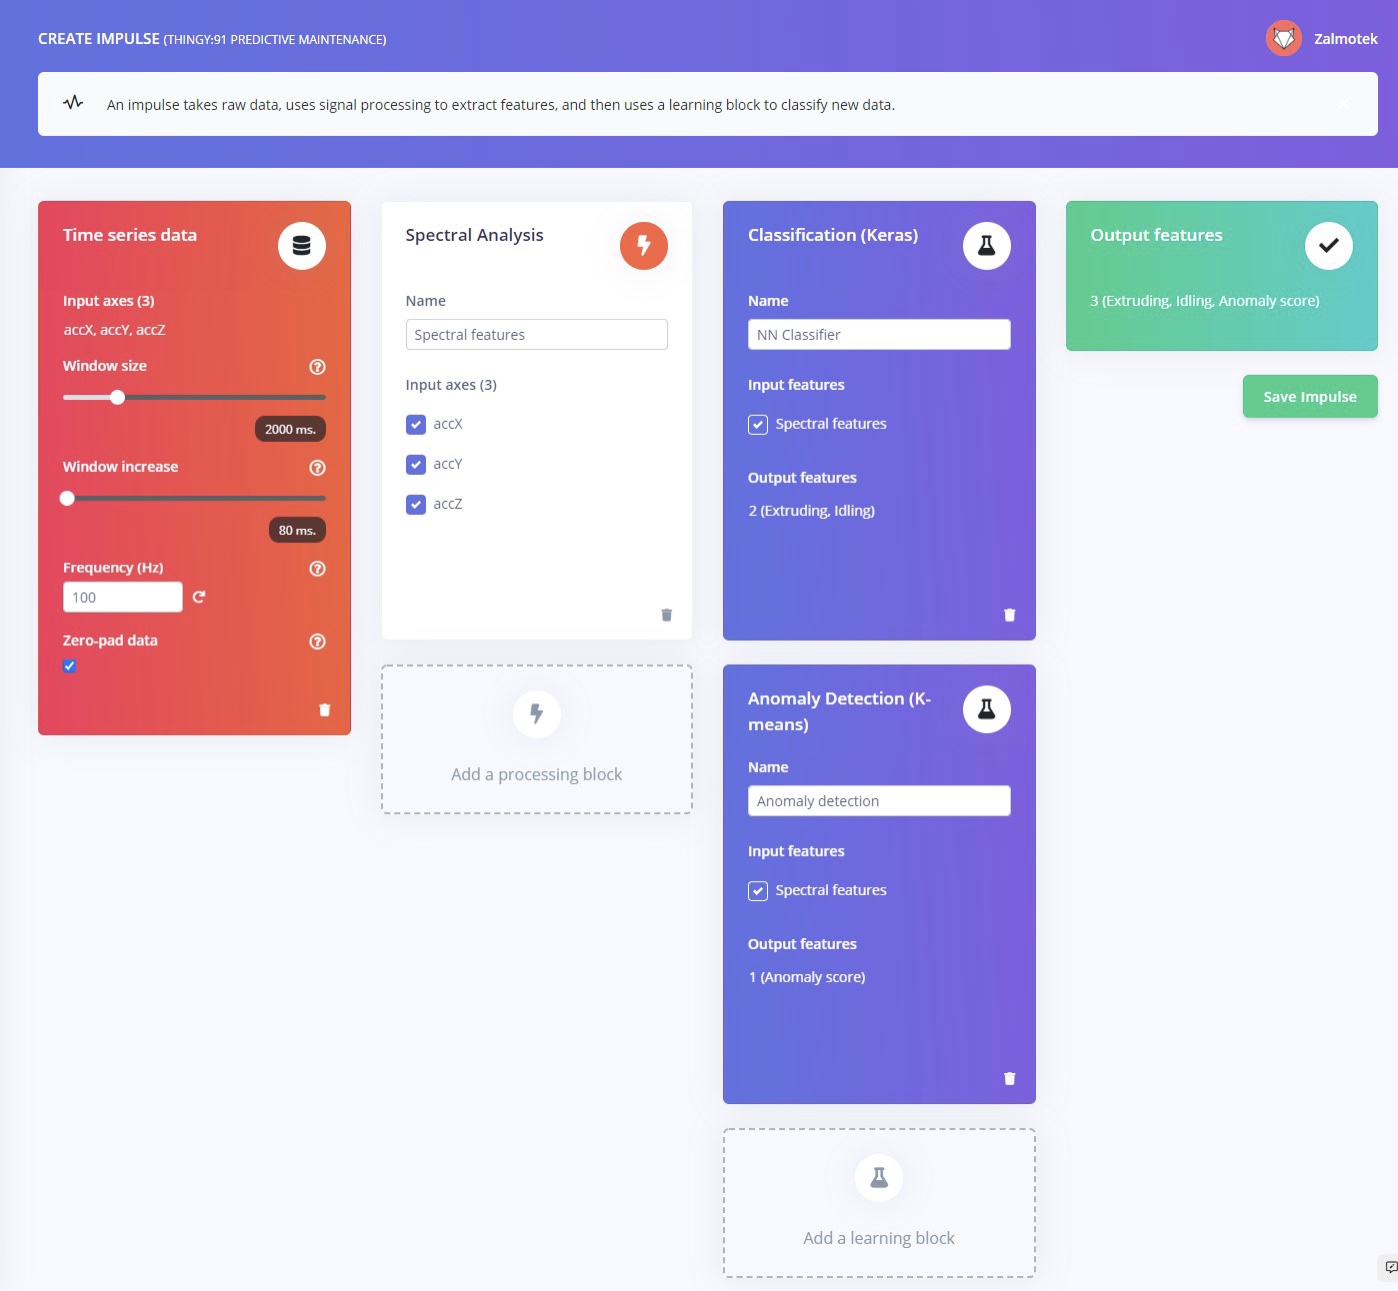 CREATE IMPULSE (THINGY:91 PREDICTIVE MAINTENANCE)
Zalmotek
An impulse takes raw data, uses signal processing to extract features, and then uses a learning block to classify new data.
Time series data
Input axes (3)
accX, accY, accZ
Window size
2000 ms.
Window increase
80 ms.
Frequency (Hz)
100
Zero-pad data
Spectral Analysis
Name
Spectral features
Input axes (3)
accX
accY
accZ
Add a processing block
Classification (Keras)
Name
NN Classifier
Input features
Spectral features
Output features
2 (Extruding, Idling)
Anomaly Detection (K-
means)
Name
Anomaly detection
Input features
Spectral features
Output features
1 (Anomaly score)
Add a learning block
Output features
3 (Extruding, Idling, Anomaly score)
Save Impulse